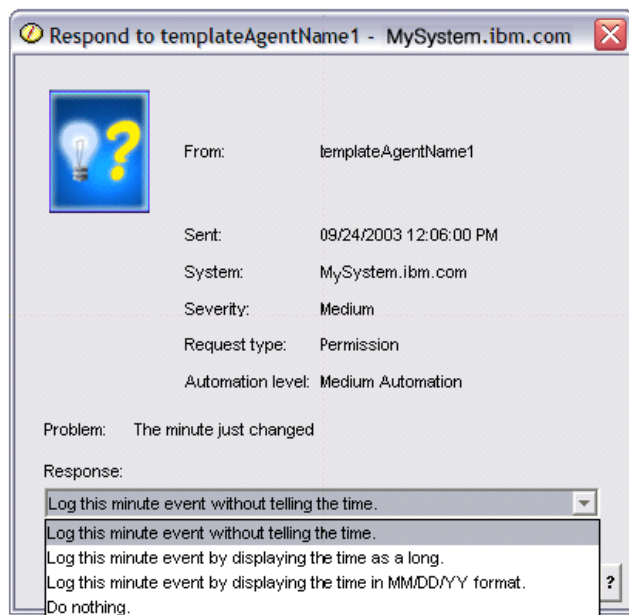 Respond to templateAgentName1 - MySystem.ibm.com
From: templateAgentName1
Sent: 09/24/2003 12:06:00 PM
System: MySystem.ibm.com
Severity: Medium
Request type: Permission
Automation level: Medium Automation
Problem: The minute just changed
Response:
Log this minute event without telling the time.
Log this minute event without telling the time.
Log this minute event by displaying the time as a long.
Log this minute event by displaying the time in MM/DD/YY format.
?
Do nothing.